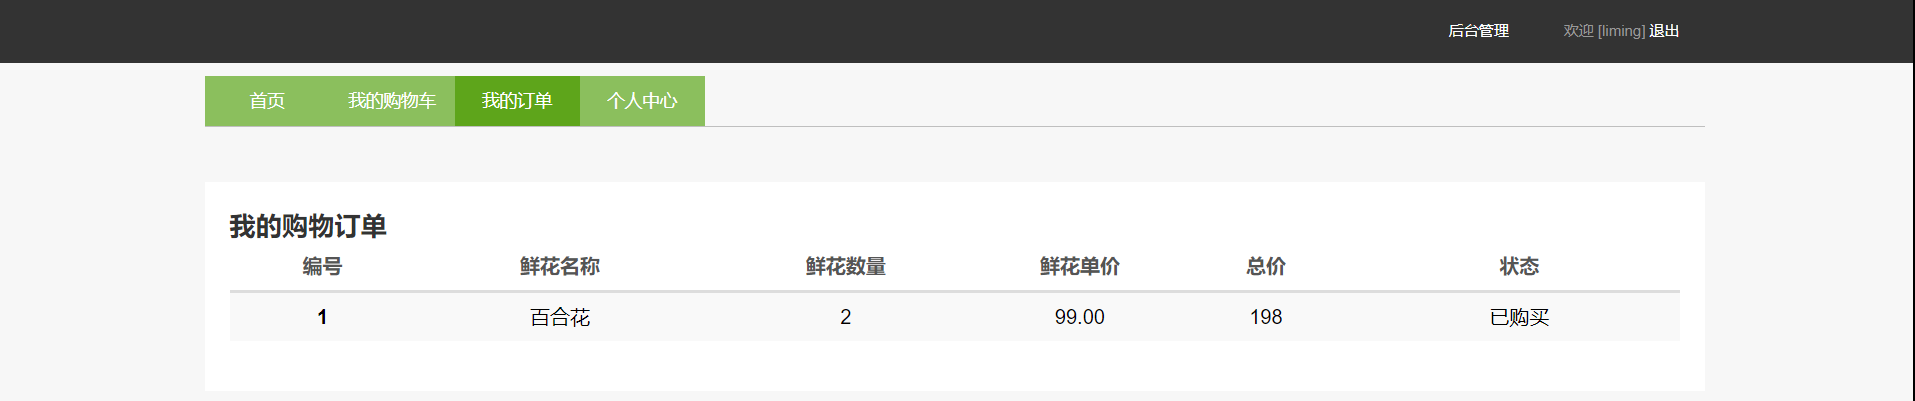 后台管理 欢迎 [liming] 退出
首页 我的购物车 我的订单 个人中心
我的购物订单
编号 鲜花名称 鲜花数量 鲜花单价 总价 状态
1 百合花 2 99.00 198 已购买